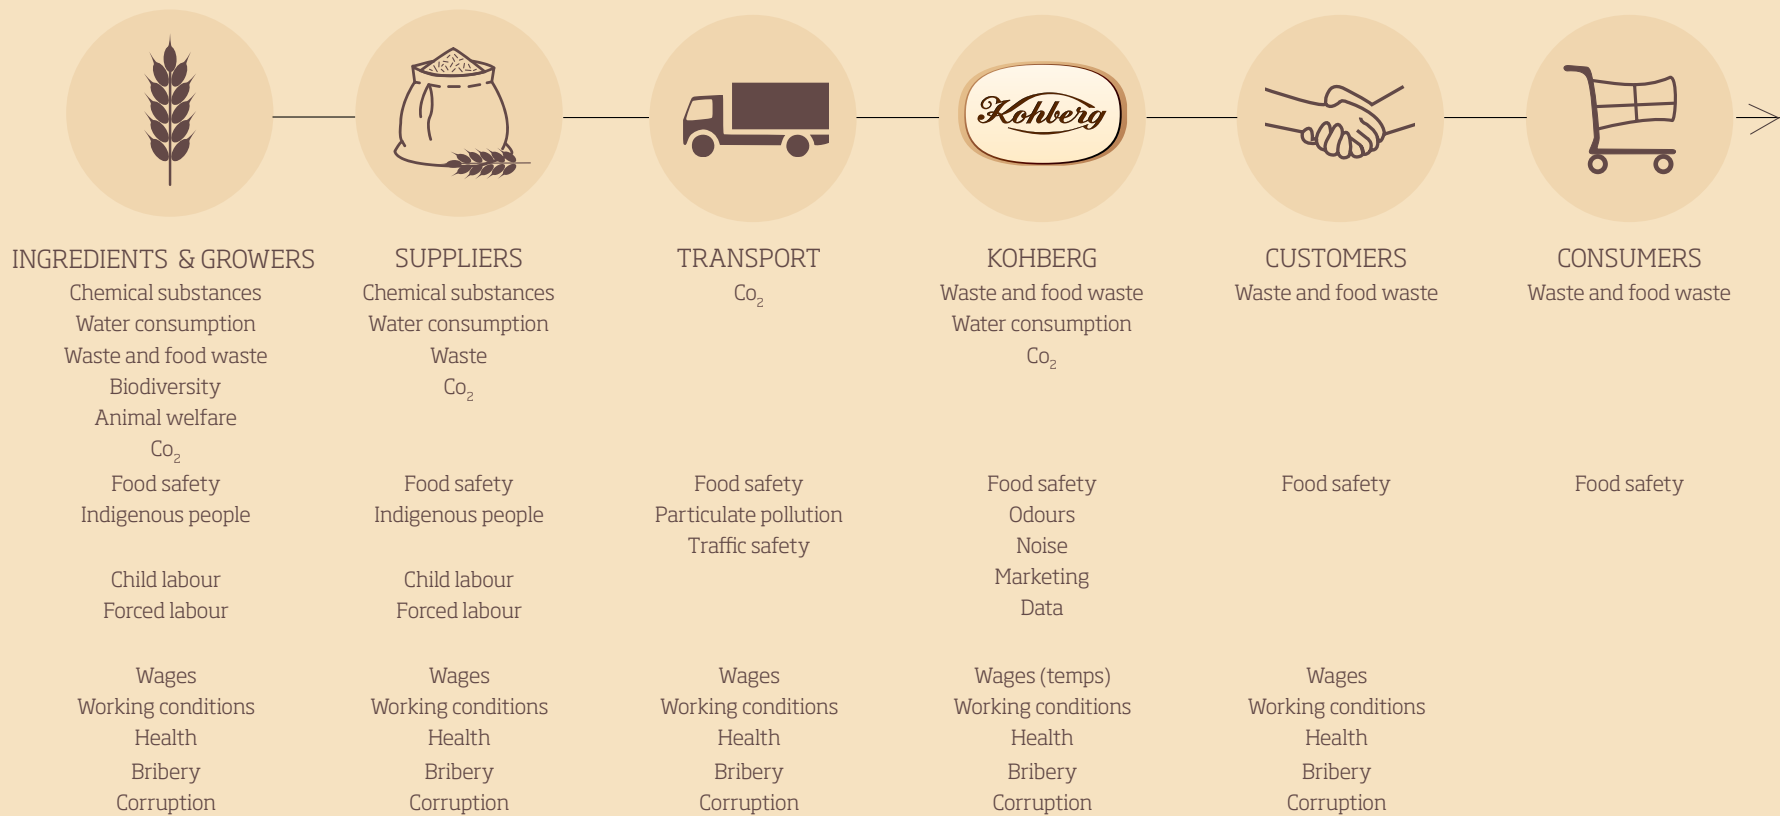 Kohberg
INGREDIENTS & GROWERS
Chemical substances
Water consumption
Waste and food waste
Biodiversity
Animal welfare
Co2
Food safety
Indigenous people
Child labour
Forced labour
Wages
Working conditions
Health
Bribery
Corruption
SUPPLIERS
Chemical substances
Water consumption
Waste
Co2
Food safety
Indigenous people
Child labour
Forced labour
Wages
Working conditions
Health
Bribery
Corruption
TRANSPORT
Co2
Food safety
Particulate pollution
Traffic safety
Wages
Working conditions
Health
Bribery
Corruption
KOHBERG
Waste and food waste
Water consumption
Co2
Food safety
Odours
Noise
Marketing
Data
Wages (temps)
Working conditions
Health
Bribery
Corruption
CUSTOMERS
Waste and food waste
Food safety
Wages
Working conditions
Health
Bribery
Corruption
CONSUMERS
Waste and food waste
Food safety